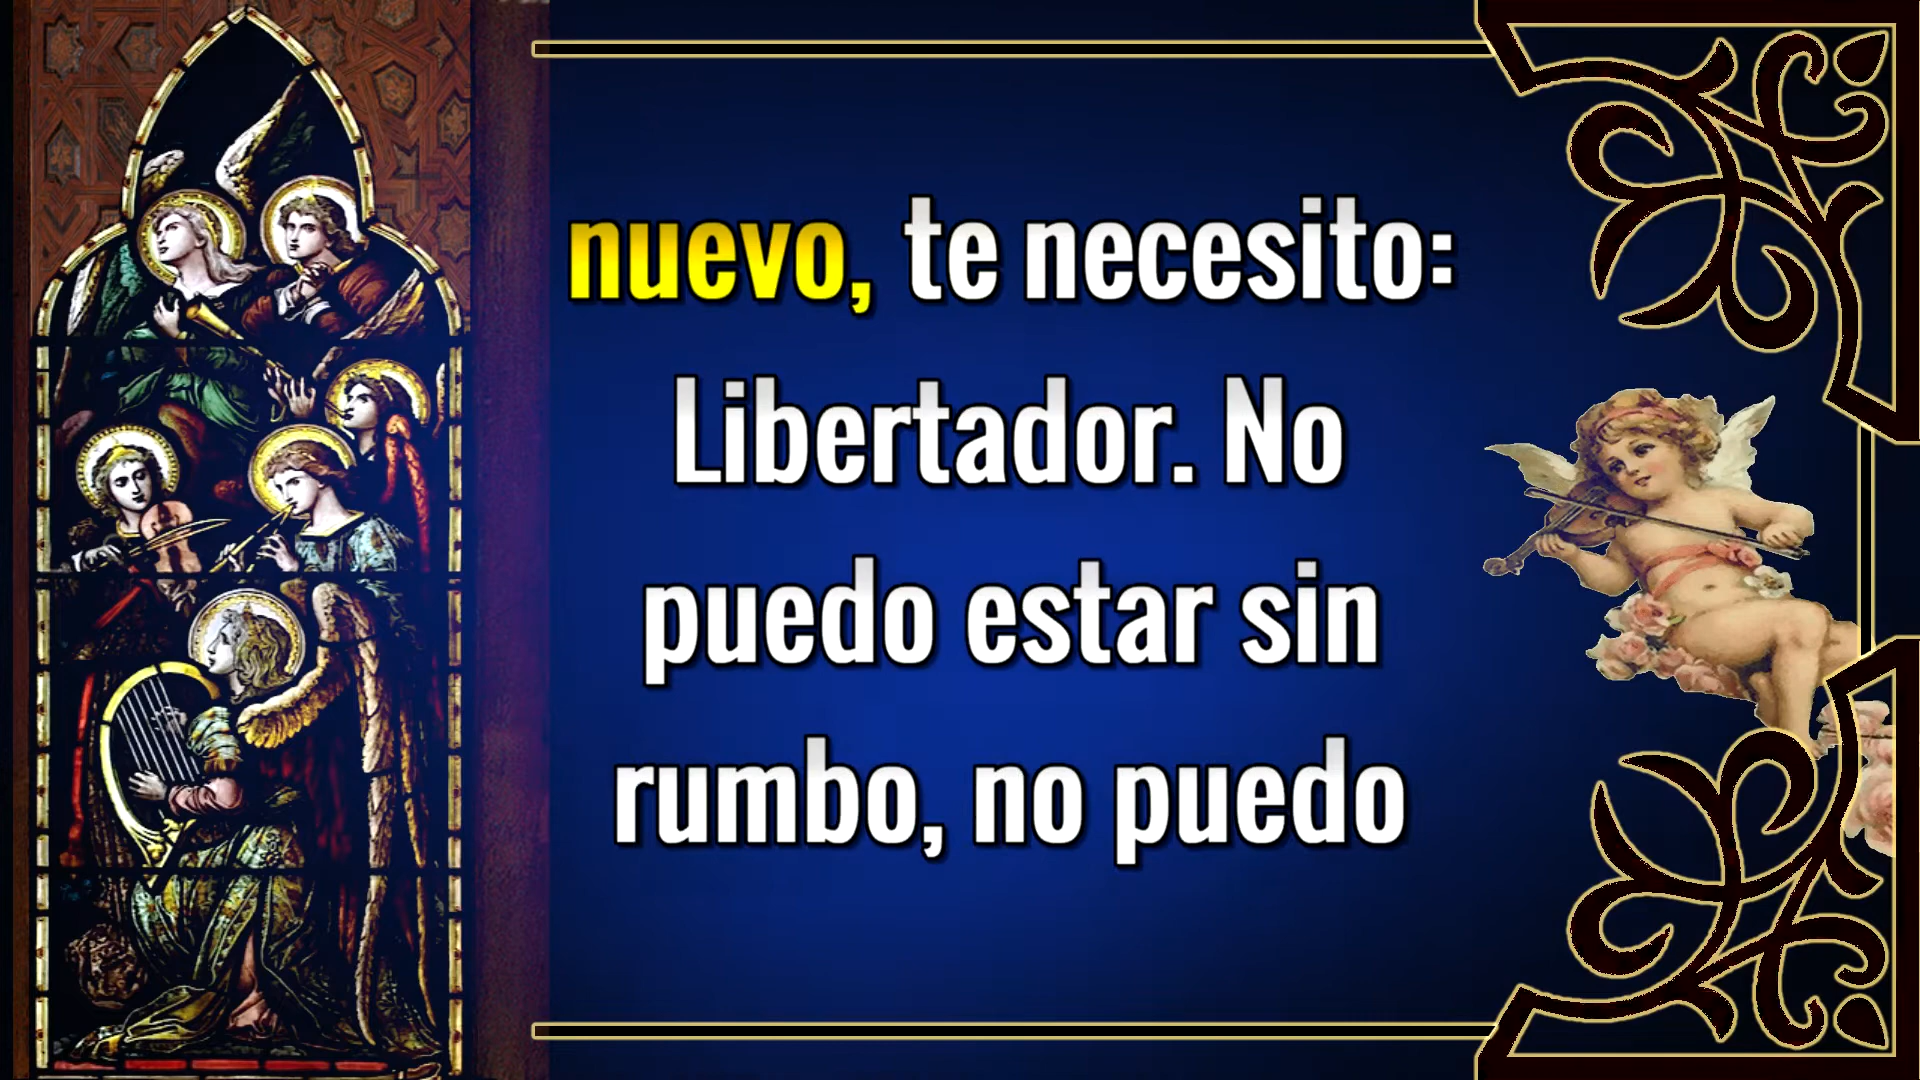 nuevo, te necesito:
Libertador. No
puedo estar sin
rumbo, no puedo